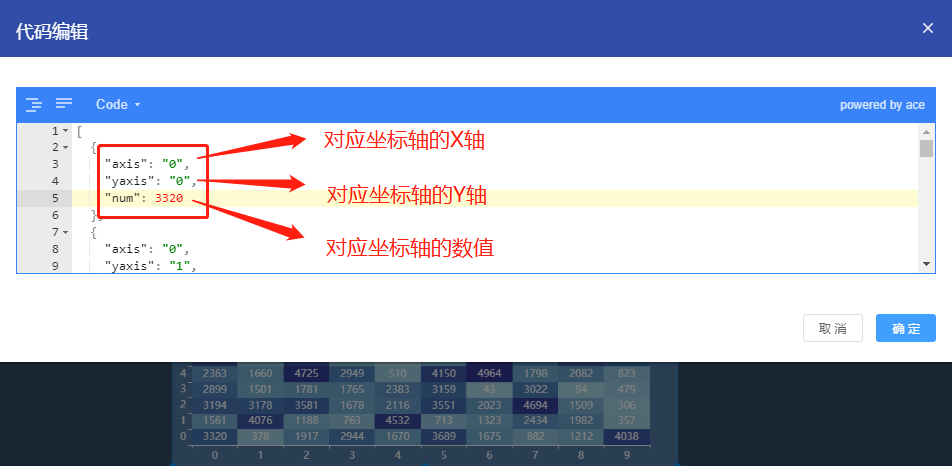 代码编辑
Code
powered by ace
1 [
2 {
3 "axis": "0",
4 "yaxis": "0",
5 "num": 3320
6 },
7 {
8 "axis": "0",
9 "yaxis": "1",
对应坐标轴的X轴
对应坐标轴的Y轴
对应坐标轴的数值
取消 确定
4 2363 1660 4725 2949 510 4150 4964 1798 2082 823
3 2899 1501 1781 1765 2383 3159 43 3022 94 479
2 3194 3178 3581 1678 2116 3551 2023 4694 1509 306
1 1561 4076 1188 763 4532 713 1323 2434 1982 357
0 3320 378 1917 2944 1670 3689 1675 882 1212 4038
0 1 2 3 4 5 6 7 8 9